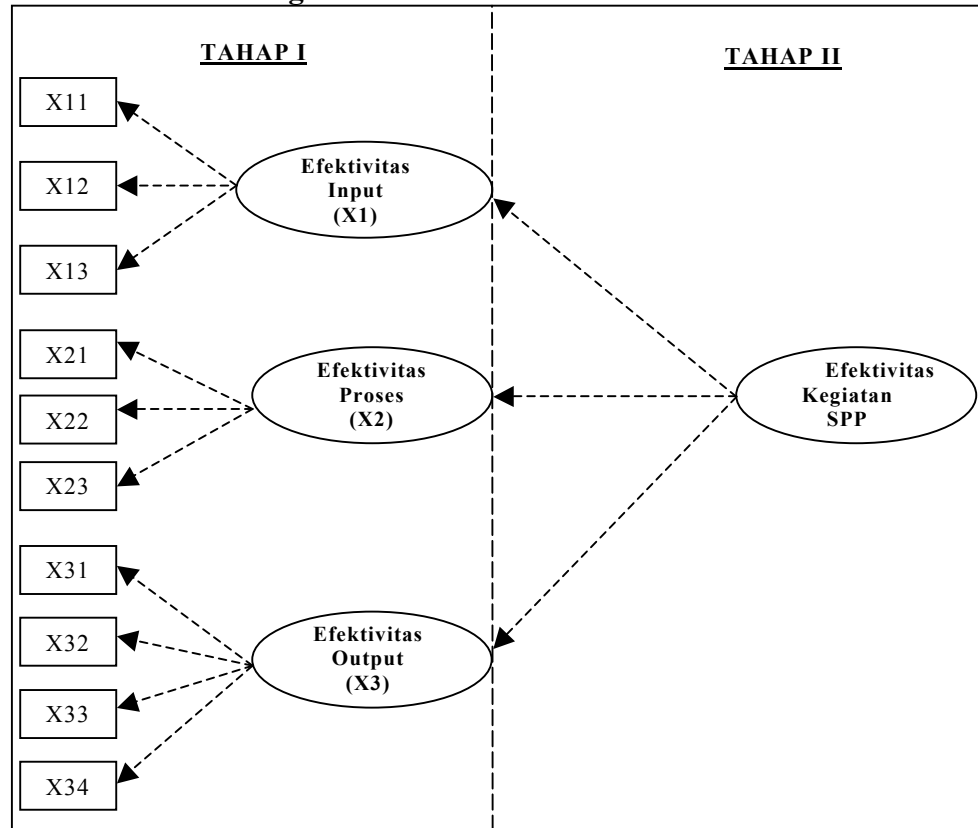 TAHAP I
X11
X12
X13
Efektivitas
Input
(X1)
X21
X22
X23
Efektivitas
Proses
(X2)
X31
X32
X33
X34
Efektivitas
Output
(X3)
TAHAP II
Efektivitas
Kegiatan
SPP